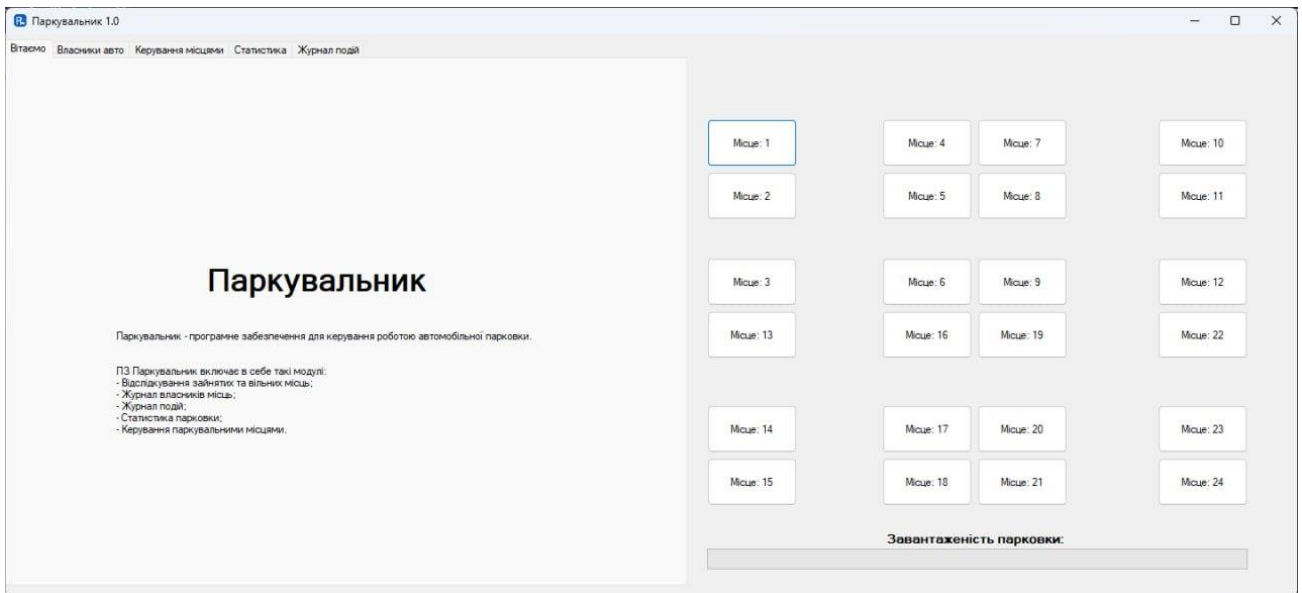 Паркувальник 1.0
Вітаємо Власники авто Керування місцями Статистика Журнал подій
Паркувальник
Паркувальник - програмне забезпечення для керування роботою автомобільної парковки.
ПЗ Паркувальник включає в себе такі модулі:
- Відслідкування зайнятих та вільних місць;
- Журнал власників місць;
- Журнал подій;
- Статистика парковки;
- Керування паркувальними місцями.
Місце: 1 Місце: 4 Місце: 7 Місце: 10
Місце: 2 Місце: 5 Місце: 8 Місце: 11
Місце: 3 Місце: 6 Місце: 9 Місце: 12
Місце: 13 Місце: 16 Місце: 19 Місце: 22
Місце: 14 Місце: 17 Місце: 20 Місце: 23
Місце: 15 Місце: 18 Місце: 21 Місце: 24
Завантаженість парковки: